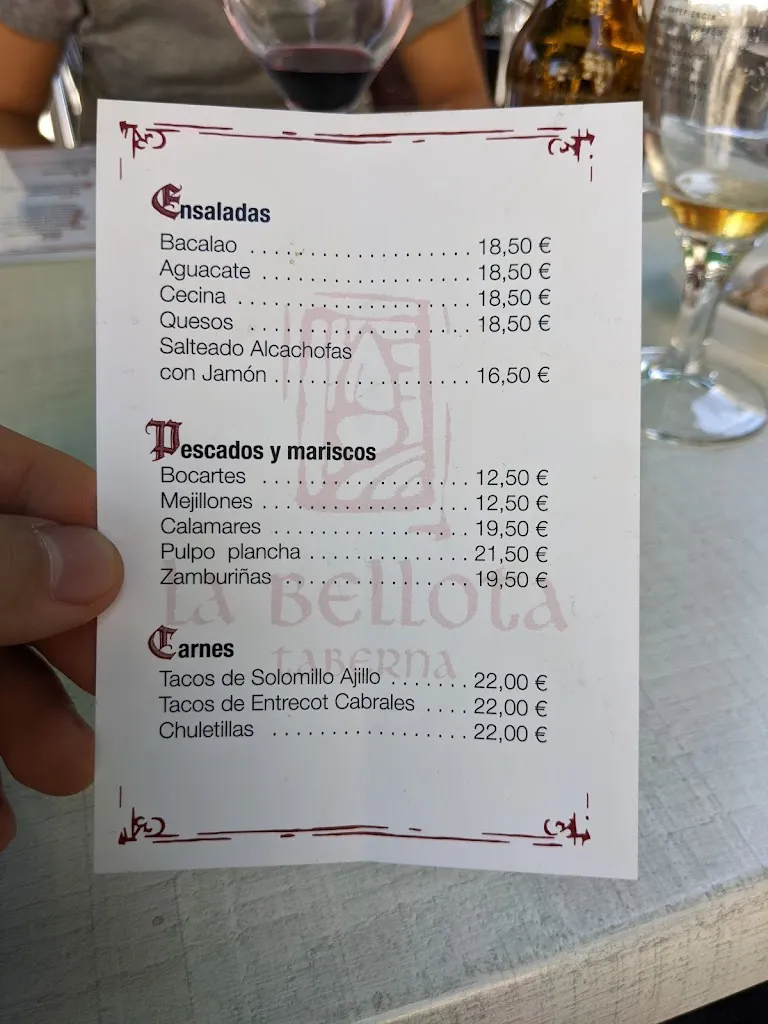 Ensaladas
Bacalao . . . . . . . . . . . . . . . . . . . . . 18,50 €
Aguacate . . . . . . . . . . . . . . . . . . . . 18,50 €
Cecina . . . . . . . . . . . . . . . . . . . . . . 18,50 €
Quesos . . . . . . . . . . . . . . . . . . . . . 18,50 €
Salteado Alcachofas
con Jamón . . . . . . . . . . . . . . . . . . 16,50 €
Pescados y mariscos
Bocartes . . . . . . . . . . . . . . . . . . . . 12,50 €
Mejillones . . . . . . . . . . . . . . . . . . . 12,50 €
Calamares . . . . . . . . . . . . . . . . . . . 19,50 €
Pulpo plancha . . . . . . . . . . . . . . . 21,50 €
Zamburiñas . . . . . . . . . . . . . . . . . . 19,50 €
La Bellota
Taberna
Carnes
Tacos de Solomillo Ajillo . . . . . . . 22,00 €
Tacos de Entrecot Cabrales . . . . 22,00 €
Chuletillas . . . . . . . . . . . . . . . . . . 22,00 €